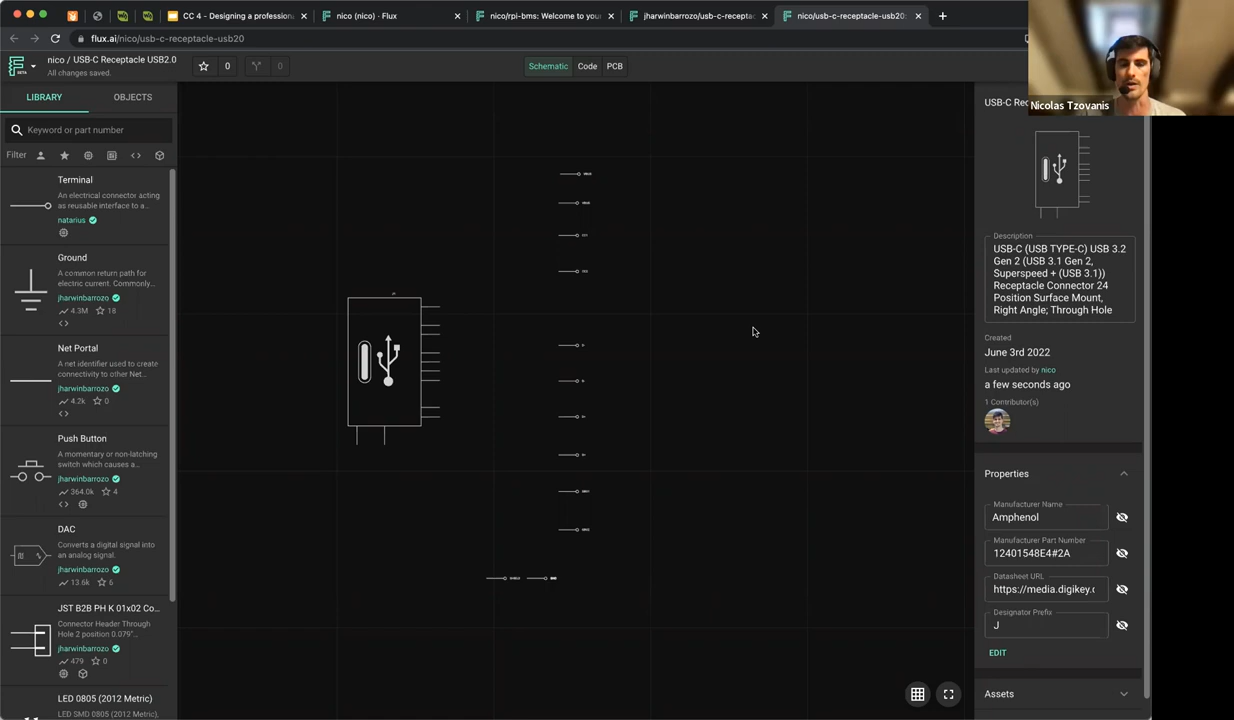 CC 4 - Designing a profession
nico (nico) · Flux
nico/rpi-bms: Welcome to your
jharwinbarrozo/usb-c-recepta
nico/usb-c-receptacle-usb20:
flux.ai/nico/usb-c-receptacle-usb20
nico / USB-C Receptacle USB2.0
All changes saved.
BETA
0
0
Schematic
Code
PCB
Nicolas Tzovanis
LIBRARY
OBJECTS
Keyword or part number
Filter
Terminal
An electrical connector acting
as reusable interface to a...
natarius
Ground
A common return path for
electric current. Commonly...
jharwinbarrozo
4.3M
18
Net Portal
A net identifier used to create
connectivity to other Net...
jharwinbarrozo
4.2k
0
Push Button
A momentary or non-latching
switch which causes a...
jharwinbarrozo
364.0k
4
DAC
Converts a digital signal into
an analog signal.
jharwinbarrozo
13.6k
6
JST B2B PH K 01x02 Co...
Connector Header Through
Hole 2 position 0.079"...
jharwinbarrozo
479
0
LED 0805 (2012 Metric)
LED SMD 0805 (2012 Metric),
USB-C Rec
Description
USB-C (USB TYPE-C) USB 3.2
Gen 2 (USB 3.1 Gen 2,
Superspeed + (USB 3.1))
Receptacle Connector 24
Position Surface Mount,
Right Angle; Through Hole
Created
June 3rd 2022
Last updated by nico
a few seconds ago
1 Contributor(s)
Properties
Manufacturer Name
Amphenol
Manufacturer Part Number
12401548E4#2A
Datasheet URL
https://media.digikey.c
Designator Prefix
J
EDIT
Assets